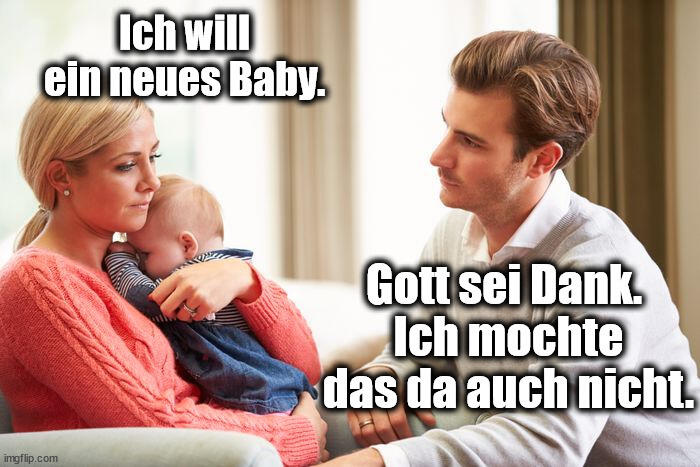 Ich will
ein neues Baby.
Gott sei Dank.
Ich mochte
das da auch nicht.
imgflip.com